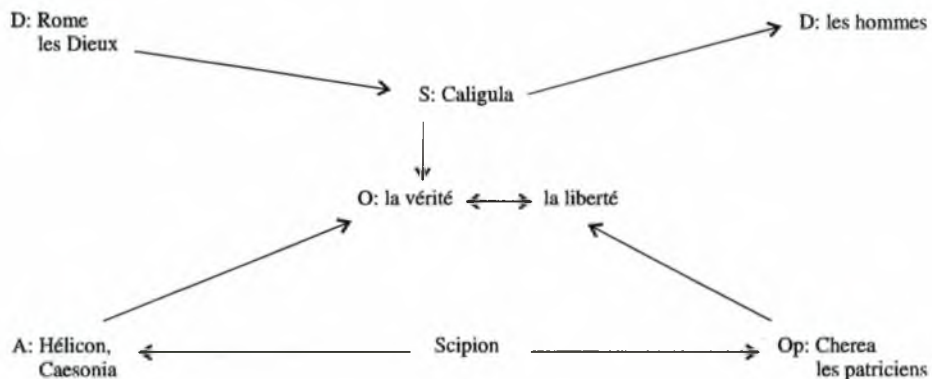 D: Rome
les Dieux
D: les hommes
S: Caligula
O: la vérité
la liberté
A: Hélicon,
Caesonia
Scipion
Op: Cherea
les patriciens